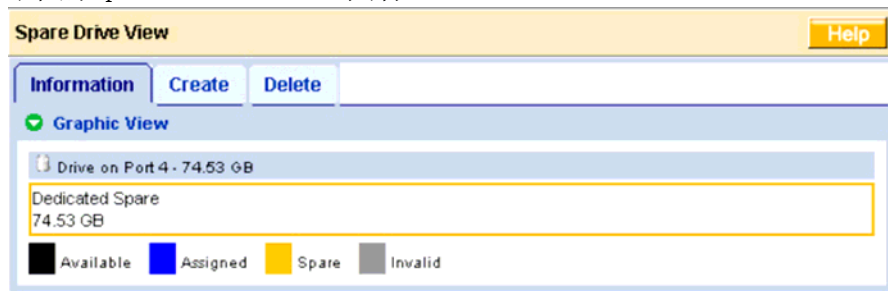 Spare Drive View
Help
Information Create Delete
Graphic View
Drive on Port 4 - 74.53 GB
Dedicated Spare
74.53 GB
Available Assigned Spare Invalid